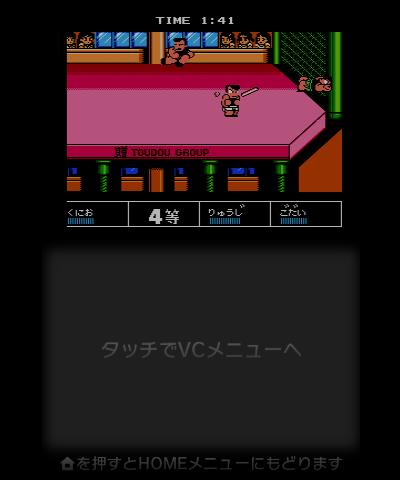 TIME 1:41
TOUDOU GROUP
くにお 4等 りゅうじ ごだい
タッチでVCメニューへ
を押すとHOMEメニューにもどります